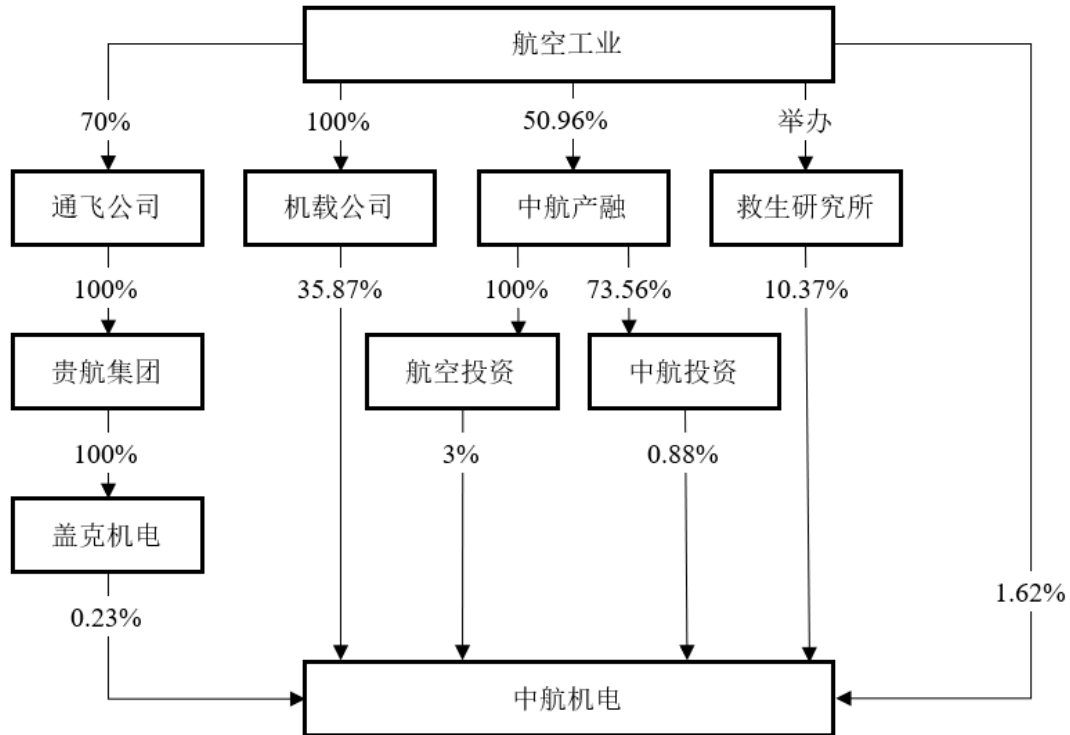 航空工业
70%
100%
50.96%
举办
通飞公司
机载公司
中航产融
救生研究所
100%
35.87%
100%
73.56%
10.37%
贵航集团
航空投资
中航投资
100%
3%
0.88%
盖克机电
1.62%
0.23%
中航机电